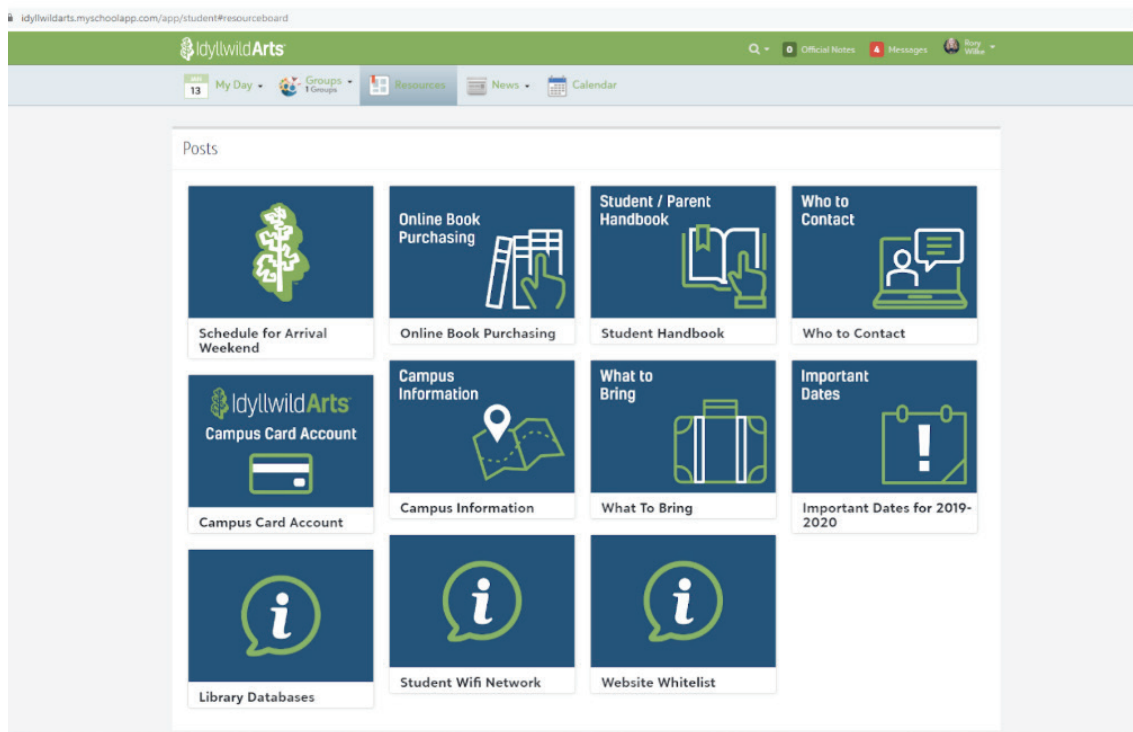 idyllwildarts.myschoolapp.com/app/student#resourceboard
IdyllwildArts
0 Official Notes 4 Messages Rory Wilke
13 My Day Groups 1 Groups Resources News Calendar
Posts
Schedule for Arrival
Weekend
Online Book
Purchasing
Online Book Purchasing
Student / Parent
Handbook
Student Handbook
Who to
Contact
Who to Contact
IdyllwildArts
Campus Card Account
Campus Card Account
Campus
Information
Campus Information
What to
Bring
What To Bring
Important
Dates
!
Important Dates for 2019-
2020
i
Library Databases
i
Student Wifi Network
i
Website Whitelist